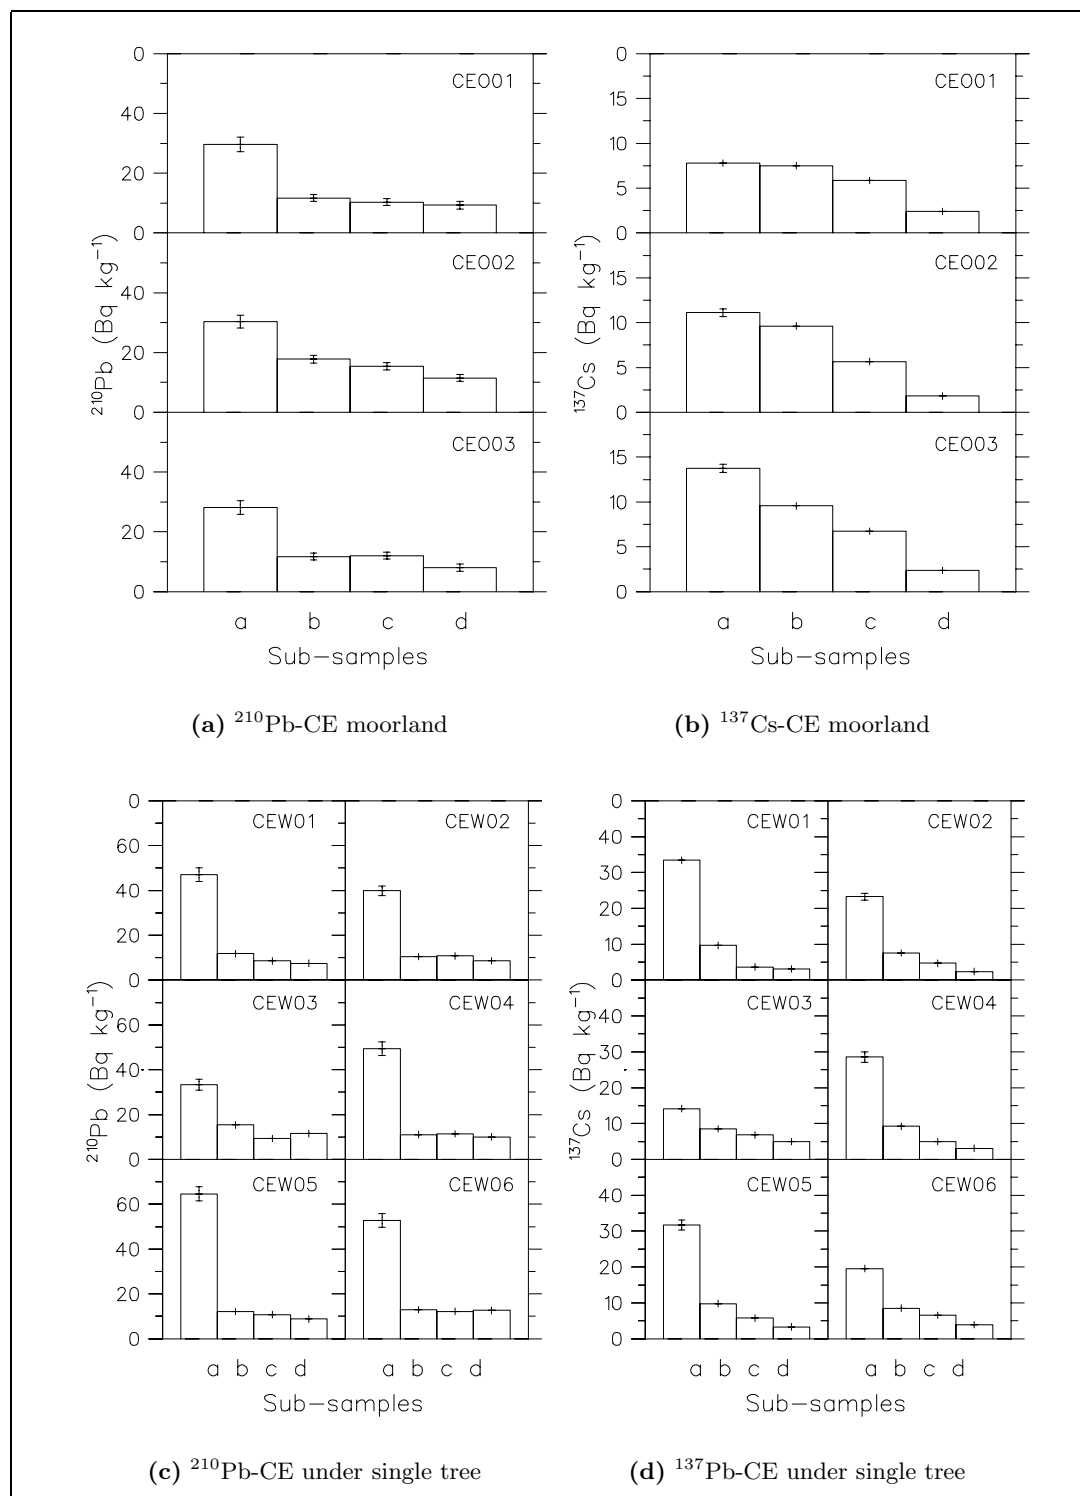 0
40
20
0
40
20
0
40
20
0
CEO01
CEO02
CEO03
²¹⁰Pb (Bq kg⁻¹)
a b c d
Sub-samples
0
15
10
5
0
15
10
5
0
15
10
5
0
CEO01
CEO02
CEO03
¹³⁷Cs (Bq kg⁻¹)
a b c d
Sub-samples
(a) ²¹⁰Pb-CE moorland
(b) ¹³⁷Cs-CE moorland
0
60
40
20
0
60
40
20
0
60
40
20
0
CEW01 CEW02
CEW03 CEW04
CEW05 CEW06
²¹⁰Pb (Bq kg⁻¹)
a b c d a b c d
Sub-samples
0
40
30
20
10
0
40
30
20
10
0
40
30
20
10
0
CEW01 CEW02
CEW03 CEW04
CEW05 CEW06
¹³⁷Cs (Bq kg⁻¹)
a b c d a b c d
Sub-samples
(c) ²¹⁰Pb-CE under single tree
(d) ¹³⁷Pb-CE under single tree